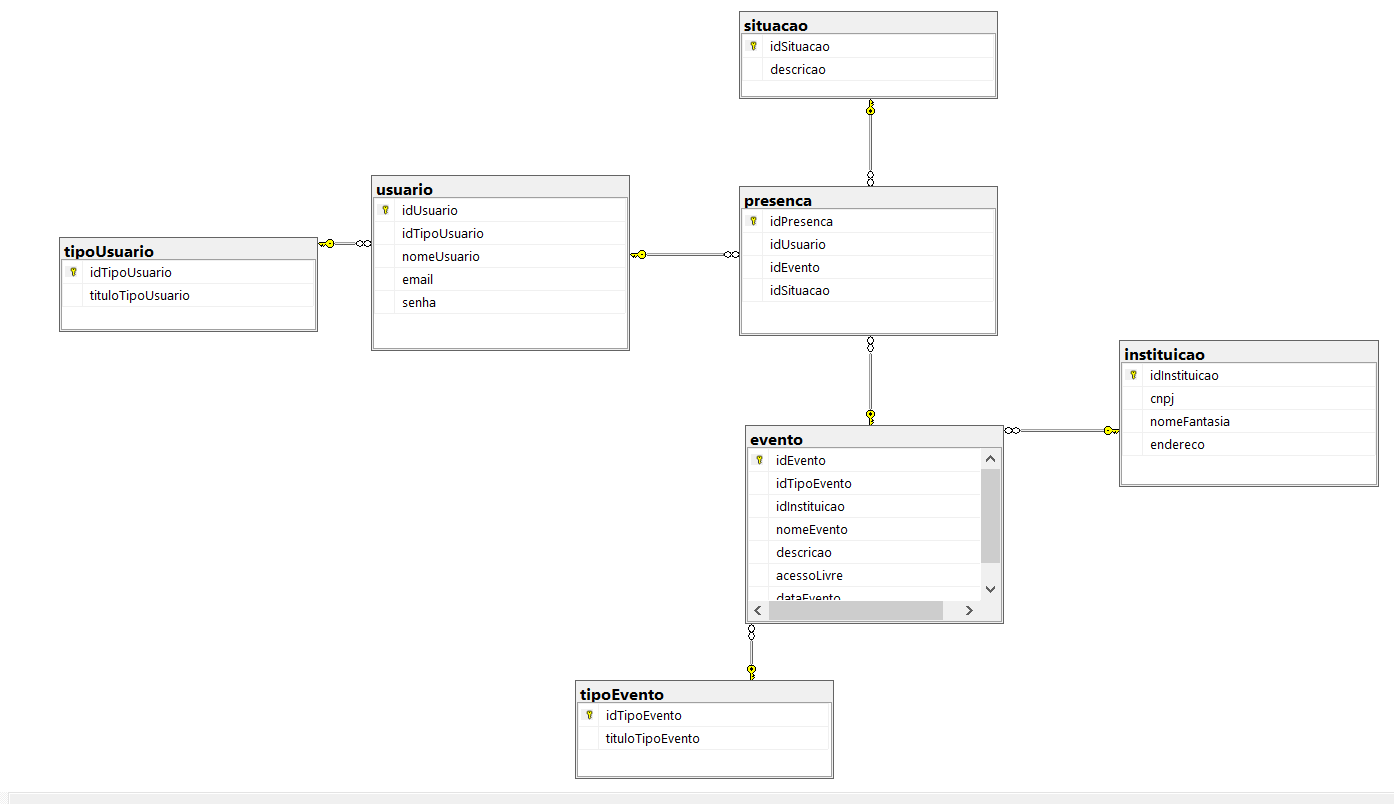 situacao
idSituacao
descricao
usuario
idUsuario
idTipoUsuario
nomeUsuario
email
senha
presenca
idPresenca
idUsuario
idEvento
idSituacao
tipoUsuario
idTipoUsuario
tituloTipoUsuario
instituicao
idInstituicao
cnpj
nomeFantasia
endereco
evento
idEvento
idTipoEvento
idInstituicao
nomeEvento
descricao
acessoLivre
dataEvento
tipoEvento
idTipoEvento
tituloTipoEvento